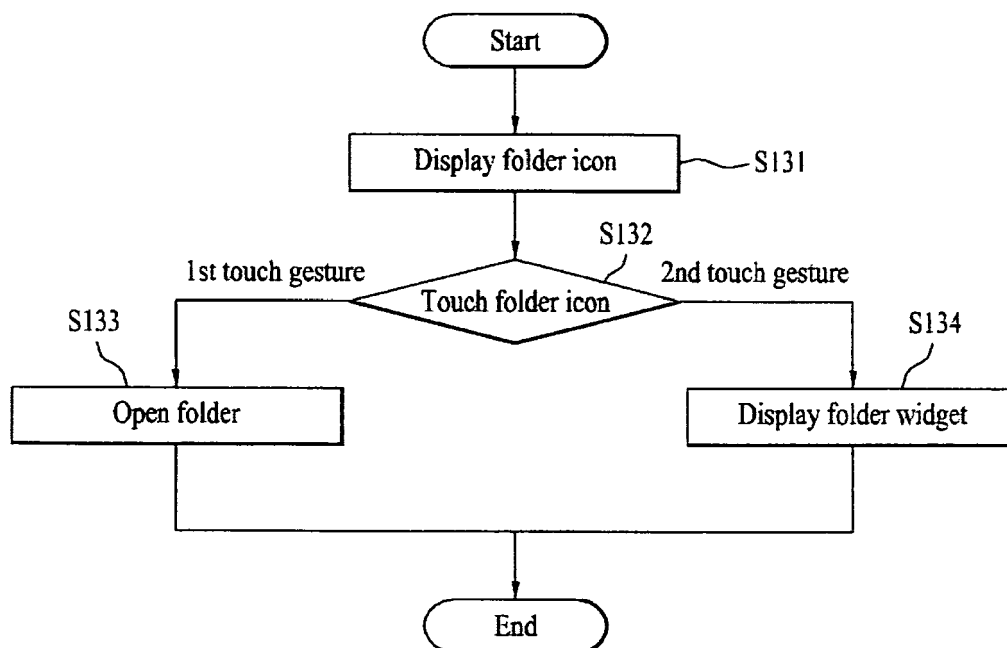 Start
Display folder icon
S131
S132
1st touch gesture
2nd touch gesture
Touch folder icon
S133
S134
Open folder
Display folder widget
End